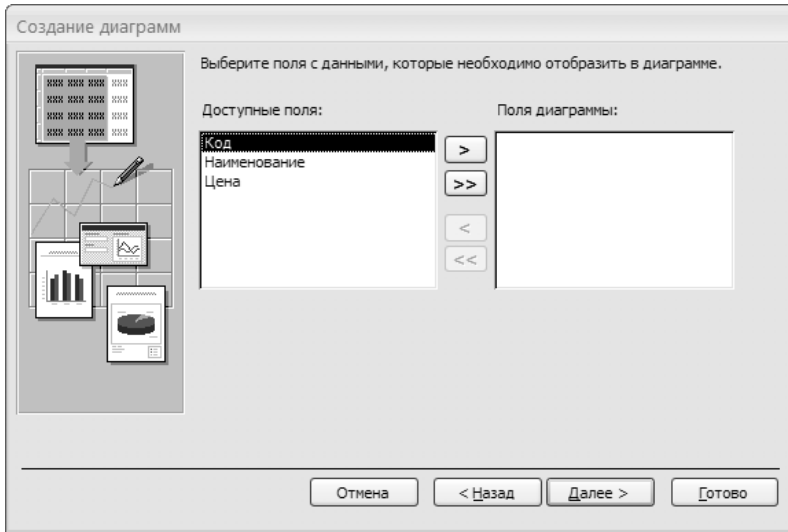 Создание диаграмм
Выберите поля с данными, которые необходимо отобразить в диаграмме.
Доступные поля:
Поля диаграммы:
Код
Наименование
Цена
>
>>
<
<<
Отмена
< Назад
Далее >
Готово